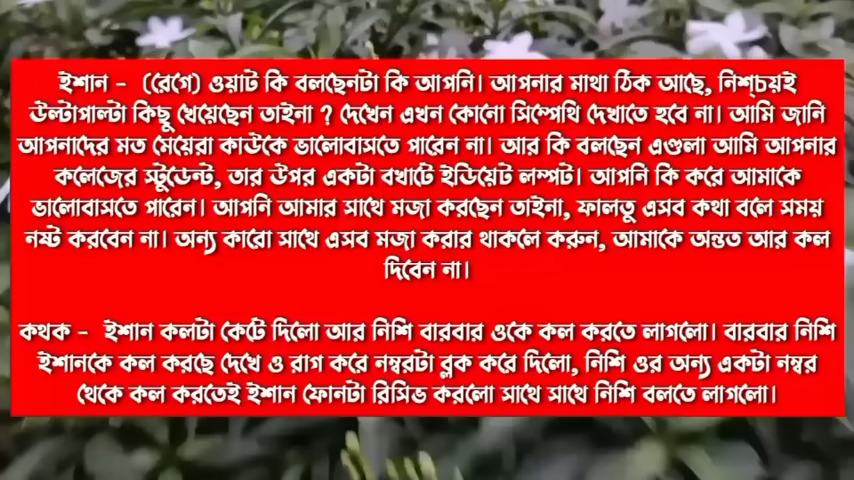 ইশান - (রেগে) ওয়াট কি বলছেনটা কি আপনি। আপনার মাথা ঠিক আছে, নিশ্চয়ই
উল্টাপাল্টা কিছু খেয়েছেন তাইনা ? দেখেন এখন কোনো সিম্পেথি দেখাতে হবে না। আমি জানি
আপনাদের মত মেয়েরা কাউকে ভালোবাসতে পারেন না। আর কি বলছেন এগুলা আমি আপনার
কলেজের স্টুডেন্ট, তার উপর একটা বখাটে ইডিয়েট লম্পট। আপনি কি করে আমাকে
ভালোবাসতে পারেন। আপনি আমার সাথে মজা করছেন তাইনা, ফালতু এসব কথা বলে সময়
নষ্ট করবেন না। অন্য কারো সাথে এসব মজা করার থাকলে করুন, আমাকে অন্তত আর কল
দিবেন না।
কথক - ইশান কলটা কেটে দিলো আর নিশি বারবার ওকে কল করতে লাগলো। বারবার নিশি
ইশানকে কল করছে দেখে ও রাগ করে নম্বরটা ব্লক করে দিলো, নিশি ওর অন্য একটা নম্বর
থেকে কল করতেই ইশান ফোনটা রিসিভ করলো সাথে সাথে নিশি বলতে লাগলো।